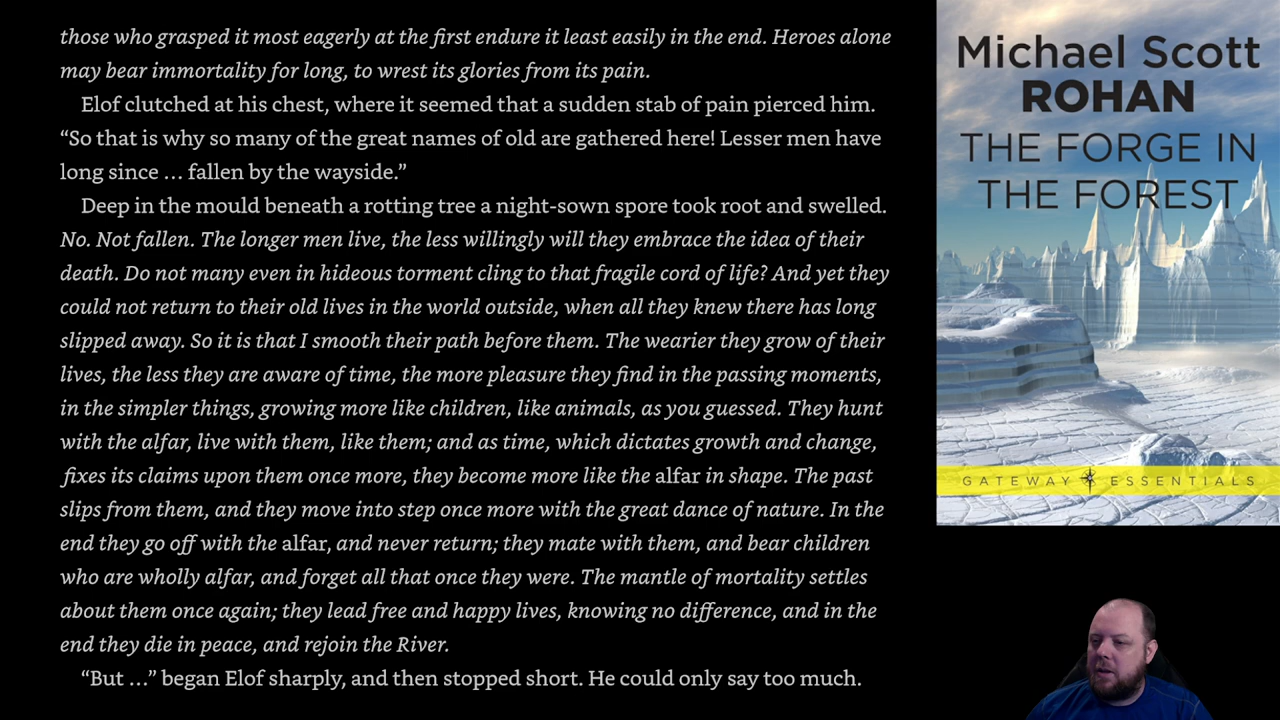 those who grasped it most eagerly at the first endure it least easily in the end. Heroes alone
may bear immortality for long, to wrest its glories from its pain.
Elof clutched at his chest, where it seemed that a sudden stab of pain pierced him.
“So that is why so many of the great names of old are gathered here! Lesser men have
long since … fallen by the wayside.”
Deep in the mould beneath a rotting tree a night-sown spore took root and swelled.
No. Not fallen. The longer men live, the less willingly will they embrace the idea of their
death. Do not many even in hideous torment cling to that fragile cord of life? And yet they
could not return to their old lives in the world outside, when all they knew there has long
slipped away. So it is that I smooth their path before them. The wearier they grow of their
lives, the less they are aware of time, the more pleasure they find in the passing moments,
in the simpler things, growing more like children, like animals, as you guessed. They hunt
with the alfar, live with them, like them; and as time, which dictates growth and change,
fixes its claims upon them once more, they become more like the alfar in shape. The past
slips from them, and they move into step once more with the great dance of nature. In the
end they go off with the alfar, and never return; they mate with them, and bear children
who are wholly alfar, and forget all that once they were. The mantle of mortality settles
about them once again; they lead free and happy lives, knowing no difference, and in the
end they die in peace, and rejoin the River.
“But …” began Elof sharply, and then stopped short. He could only say too much.
Michael Scott
ROHAN
THE FORGE IN
THE FOREST
GATEWAY ESSENTIALS